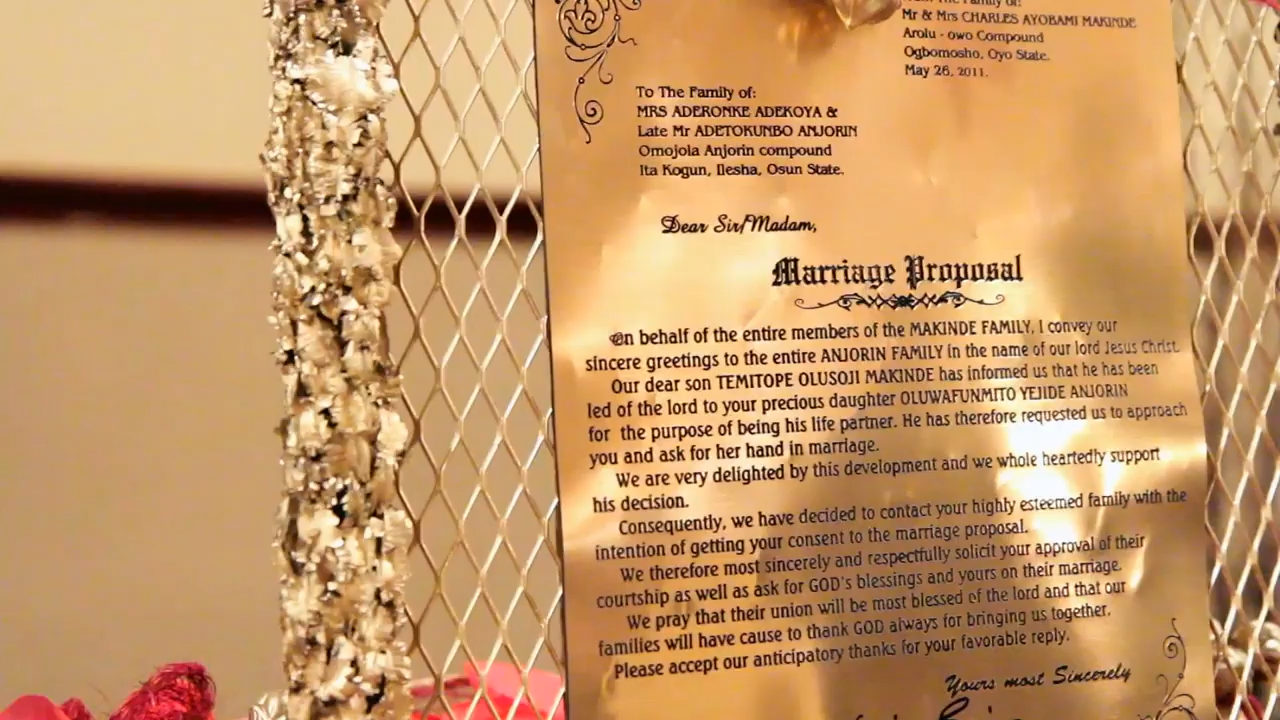 From The Family of:
Mr & Mrs CHARLES AYOBAMI MAKINDE
Arolu - owo Compound
Ogbomosho, Oyo State.
May 26, 2011.
To The Family of:
MRS ADERONKE ADEKOYA &
Late Mr ADETOKUNBO ANJORIN
Omojola Anjorin compound
Ita Kogun, Ilesha, Osun State.
Dear Sir/Madam,
Marriage Proposal
On behalf of the entire members of the MAKINDE FAMILY, I convey our
sincere greetings to the entire ANJORIN FAMILY in the name of our lord Jesus Christ.
Our dear son TEMITOPE OLUSOJI MAKINDE has informed us that he has been
led of the lord to your precious daughter OLUWAFUNMITO YEJIDE ANJORIN
for the purpose of being his life partner. He has therefore requested us to approach
you and ask for her hand in marriage.
We are very delighted by this development and we whole heartedly support
his decision.
Consequently, we have decided to contact your highly esteemed family with the
intention of getting your consent to the marriage proposal.
We therefore most sincerely and respectfully solicit your approval of their
courtship as well as ask for GOD's blessings and yours on their marriage.
We pray that their union will be most blessed of the lord and that our
families will have cause to thank GOD always for bringing us together.
Please accept our anticipatory thanks for your favorable reply.
Yours most Sincerely